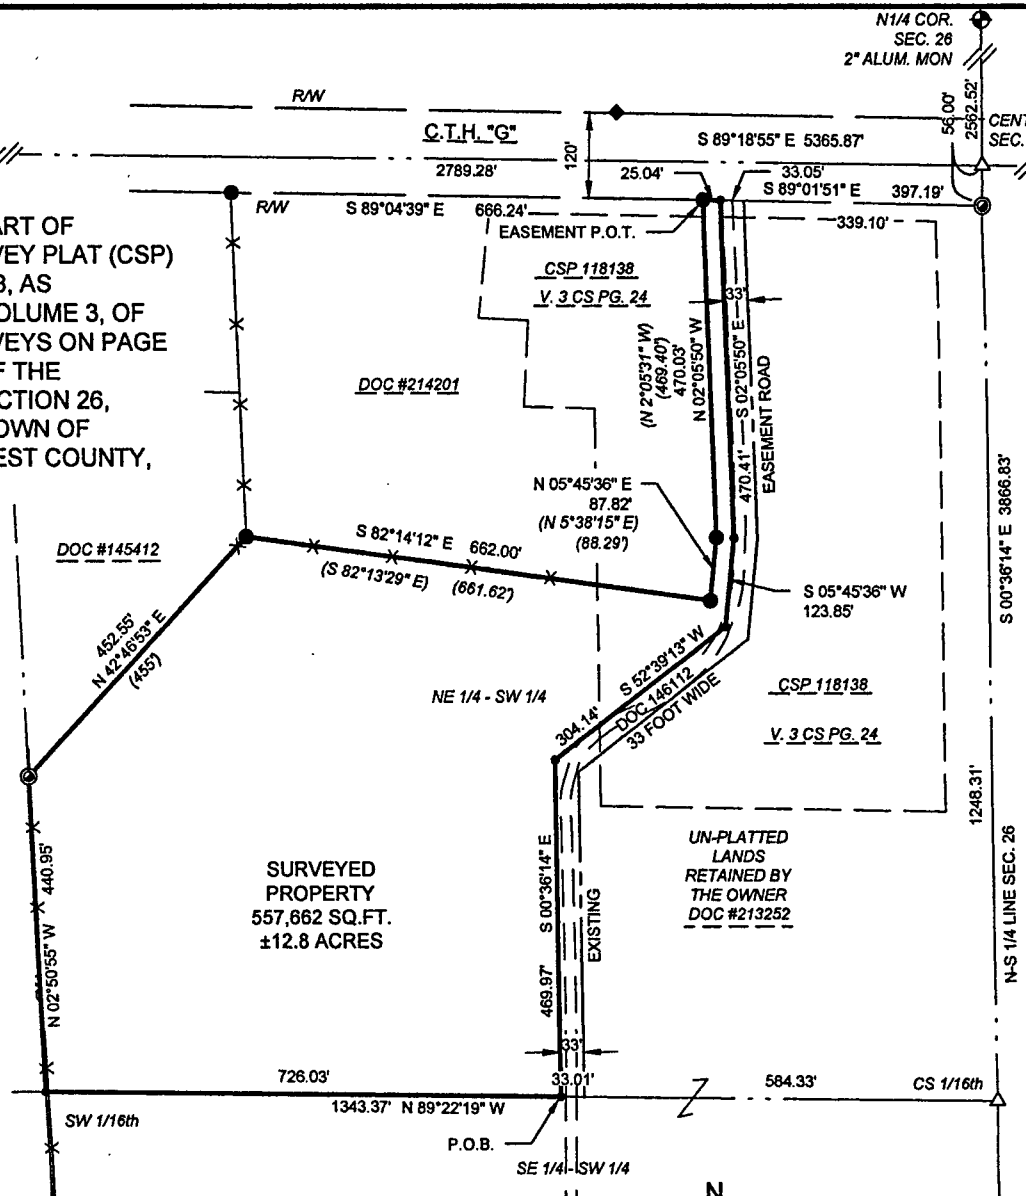 N1/4 COR.
SEC. 26
2" ALUM. MON
56.00'
2562.52'
R/W
C.T.H. "G"
120'
S 89°18'55" E 5365.87'
CENT
SEC.
2789.28'
25.04'
33.05'
S 89°01'51" E
397.19'
R/W
S 89°04'39" E
666.24'
339.10'
EASEMENT P.O.T.
ART OF
VEY PLAT (CSP)
8, AS
OLUME 3, OF
VEYS ON PAGE
F THE
CTION 26,
OWN OF
EST COUNTY,
CSP 118138
V. 3 CS PG. 24
33'
DOC #214201
(N 2°05'31" W)
(469.40')
470.03'
N 02°05'50" W
S 02°05'50" E
470.41'
EASEMENT ROAD
S 00°36'14" E 3866.83'
N 05°45'36" E
87.82'
(N 5°38'15" E)
(88.29')
DOC #145412
S 82°14'12" E 662.00'
(S 82°13'29" E)
(661.62')
S 05°45'36" W
123.85'
452.55'
N 42°46'53" E
(455')
NE 1/4 - SW 1/4
S 52°39'13" W
304.14'
DOC 146112
33 FOOT WIDE
CSP 118138
V. 3 CS PG. 24
1248.31'
UN-PLATTED
LANDS
RETAINED BY
THE OWNER
DOC #213252
SURVEYED
PROPERTY
557,662 SQ.FT.
±12.8 ACRES
440.95'
N 02°50'55" W
S 00°36'14" E
469.97'
EXISTING
N-S 1/4 LINE SEC. 26
33'
726.03'
33.01'
584.33'
CS 1/16th
1343.37' N 89°22'19" W
SW 1/16th
P.O.B.
SE 1/4 - SW 1/4
N